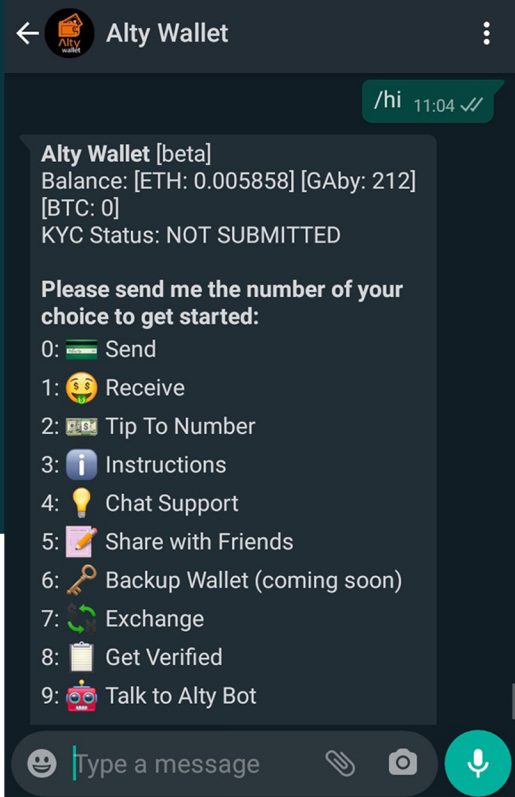 Alty
wallet
Alty Wallet
/hi 11:04
Alty Wallet [beta]
Balance: [ETH: 0.005858] [GAby: 212]
[BTC: 0]
KYC Status: NOT SUBMITTED
Please send me the number of your
choice to get started:
0: Send
1: Receive
2: Tip To Number
3: Instructions
4: Chat Support
5: Share with Friends
6: Backup Wallet (coming soon)
7: Exchange
8: Get Verified
9: Talk to Alty Bot
Type a message